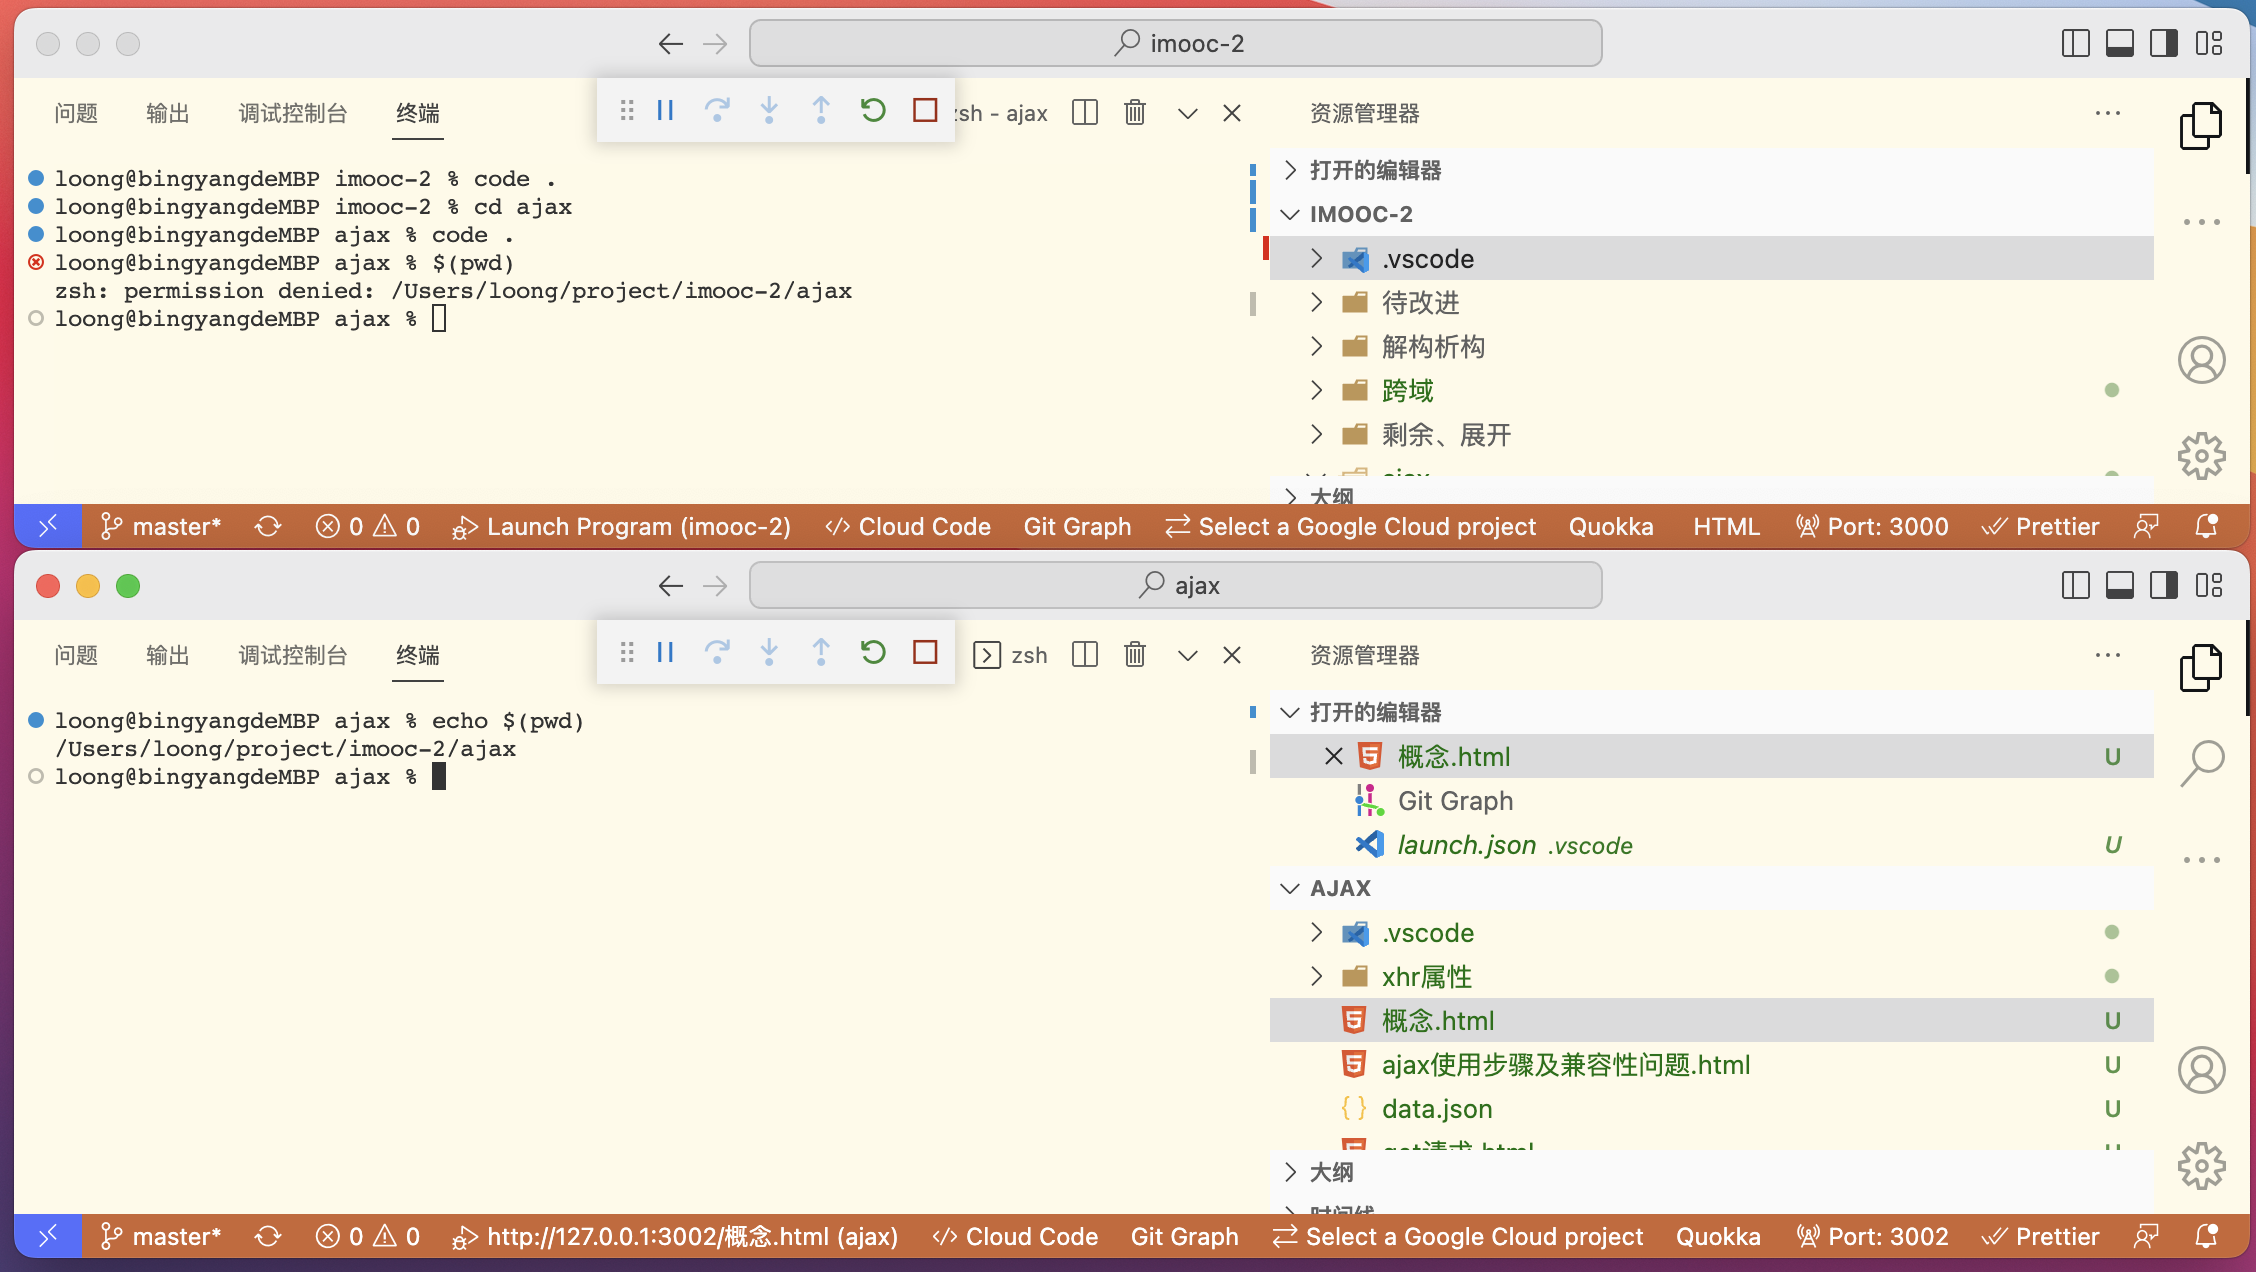 imooc-2
问题 输出 调试控制台 终端
zsh - ajax
loong@bingyangdeMBP imooc-2 % code .
loong@bingyangdeMBP imooc-2 % cd ajax
loong@bingyangdeMBP ajax % code .
loong@bingyangdeMBP ajax % $(pwd)
zsh: permission denied: /Users/loong/project/imooc-2/ajax
loong@bingyangdeMBP ajax %
资源管理器
打开的编辑器
IMOOC-2
.vscode
待改进
解构析构
跨域
剩余、展开
ajax
大纲
master* 0 0 Launch Program (imooc-2) Cloud Code Git Graph Select a Google Cloud project Quokka HTML Port: 3000 Prettier
ajax
问题 输出 调试控制台 终端
zsh
loong@bingyangdeMBP ajax % echo $(pwd)
/Users/loong/project/imooc-2/ajax
loong@bingyangdeMBP ajax %
资源管理器
打开的编辑器
概念.html U
Git Graph
launch.json .vscode U
AJAX
.vscode
xhr属性
概念.html U
ajax使用步骤及兼容性问题.html U
data.json U
get请求.html U
大纲
时间线
master* 0 0 http://127.0.0.1:3002/概念.html (ajax) Cloud Code Git Graph Select a Google Cloud project Quokka Port: 3002 Prettier